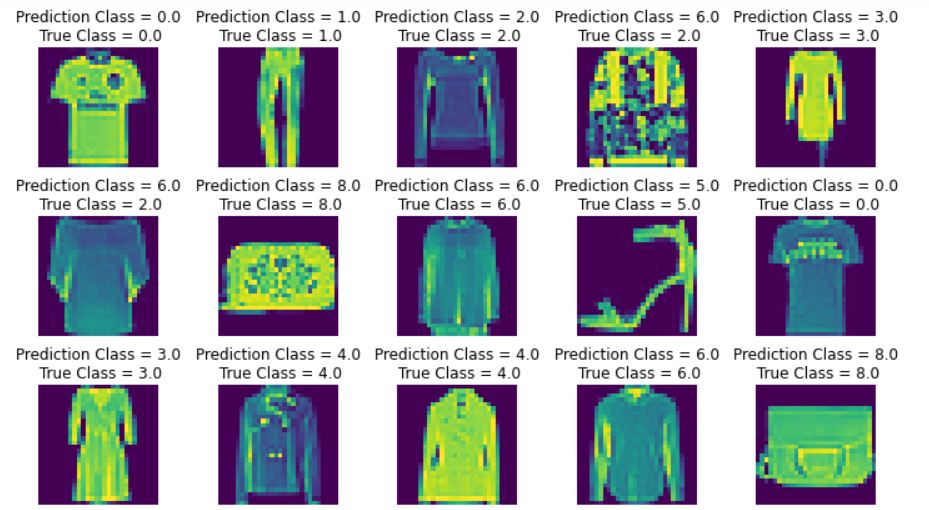 Prediction Class = 0.0
True Class = 0.0
Prediction Class = 1.0
True Class = 1.0
Prediction Class = 2.0
True Class = 2.0
Prediction Class = 6.0
True Class = 2.0
Prediction Class = 3.0
True Class = 3.0
Prediction Class = 6.0
True Class = 2.0
Prediction Class = 8.0
True Class = 8.0
Prediction Class = 6.0
True Class = 6.0
Prediction Class = 5.0
True Class = 5.0
Prediction Class = 0.0
True Class = 0.0
Prediction Class = 3.0
True Class = 3.0
Prediction Class = 4.0
True Class = 4.0
Prediction Class = 4.0
True Class = 4.0
Prediction Class = 6.0
True Class = 6.0
Prediction Class = 8.0
True Class = 8.0